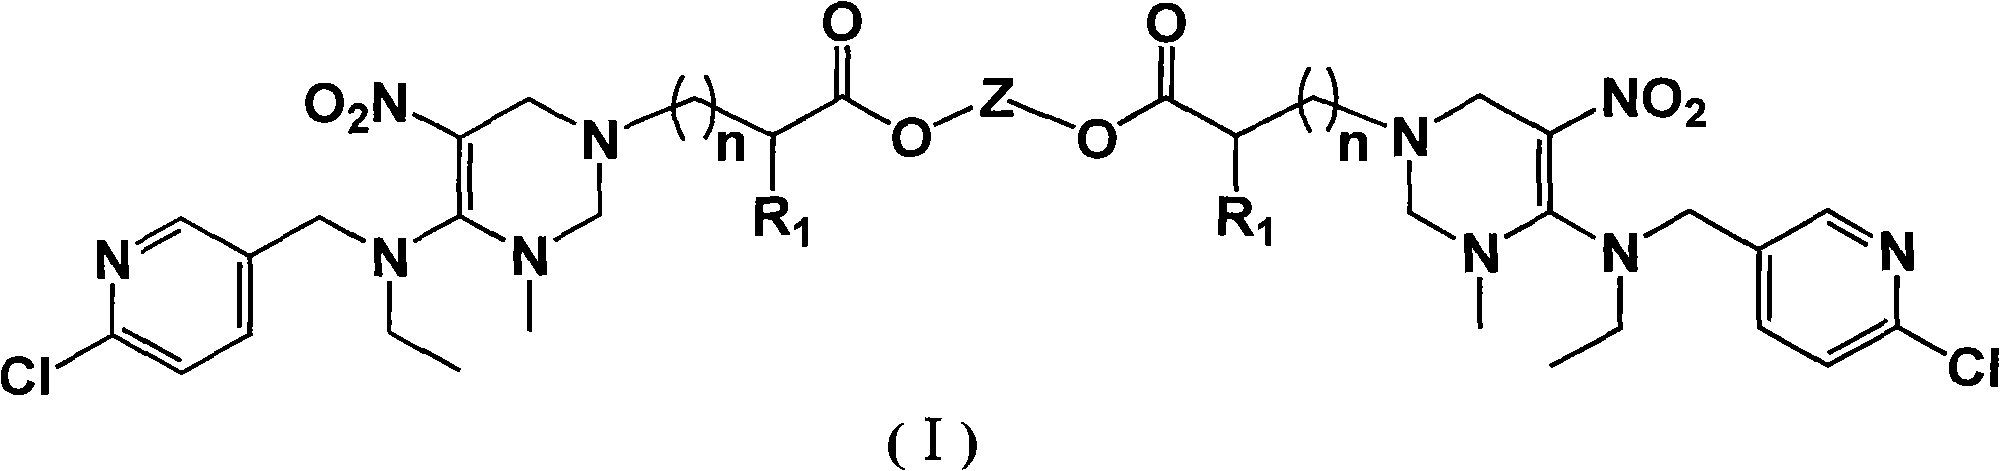 O O
O₂N N ( )n O Z O ( )n N NO₂
R₁ R₁
N N N N N N
Cl Cl
( I )